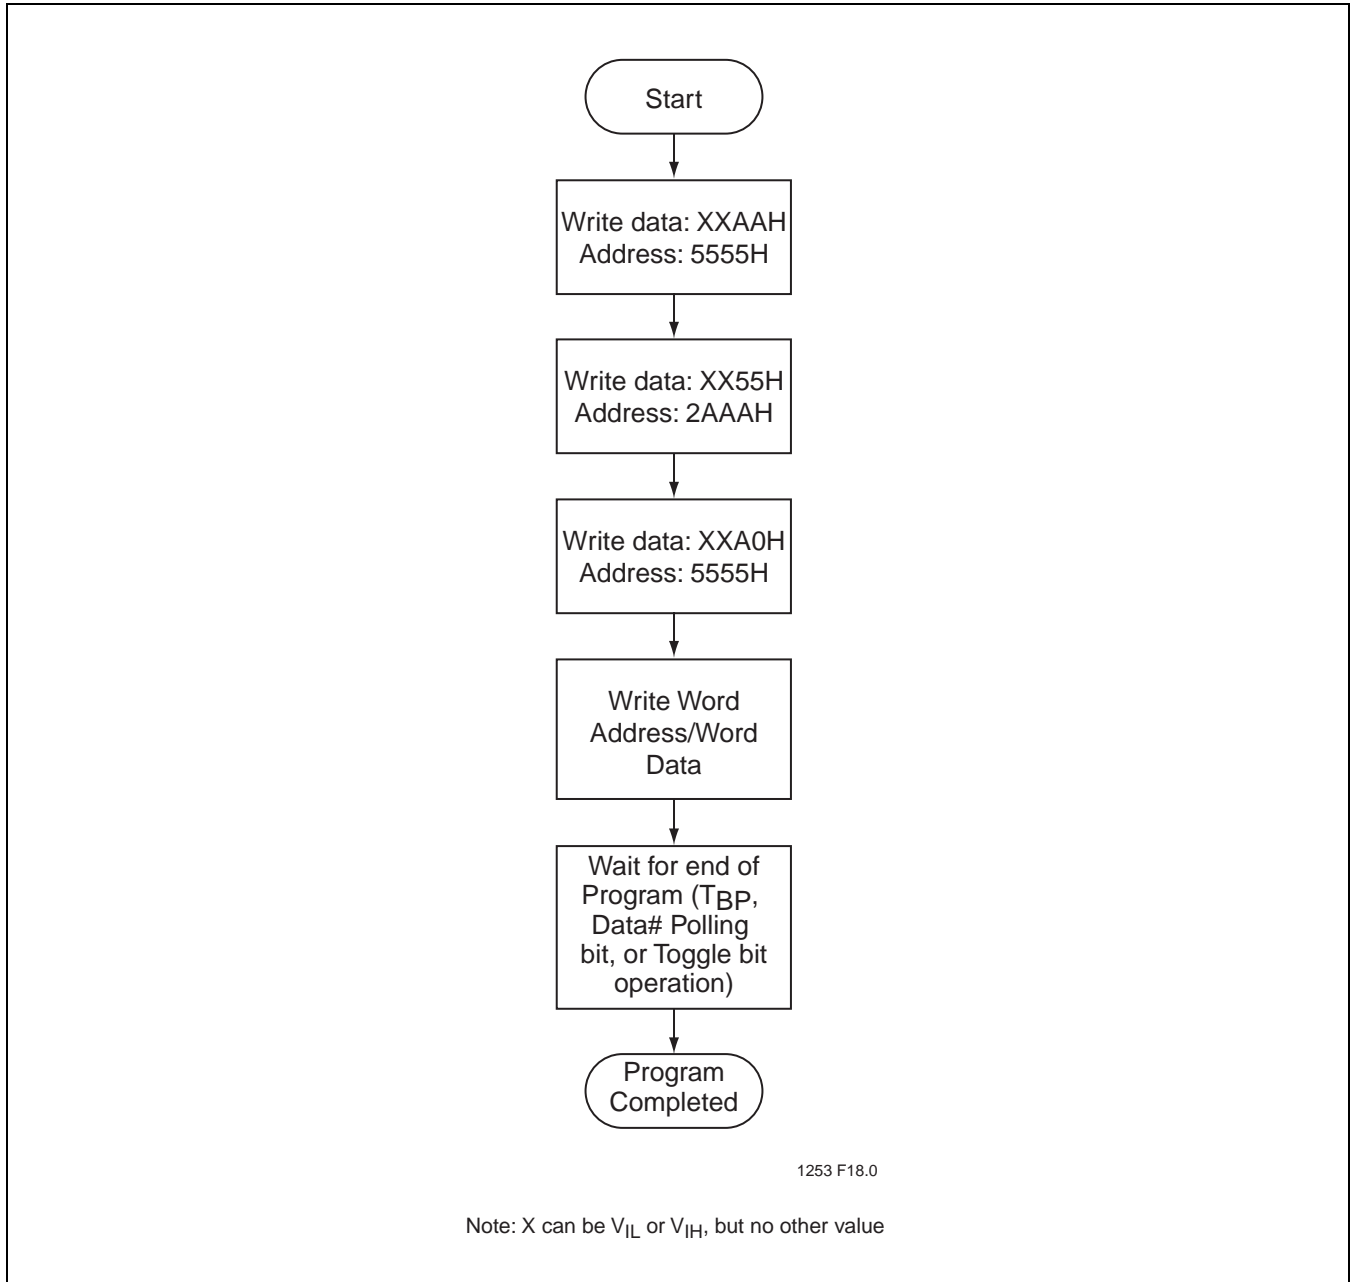 Start
Write data: XXAAH
Address: 5555H
Write data: XX55H
Address: 2AAAH
Write data: XXA0H
Address: 5555H
Write Word
Address/Word
Data
Wait for end of
Program (TBP,
Data# Polling
bit, or Toggle bit
operation)
Program
Completed
1253 F18.0
Note: X can be VIL or VIH, but no other value